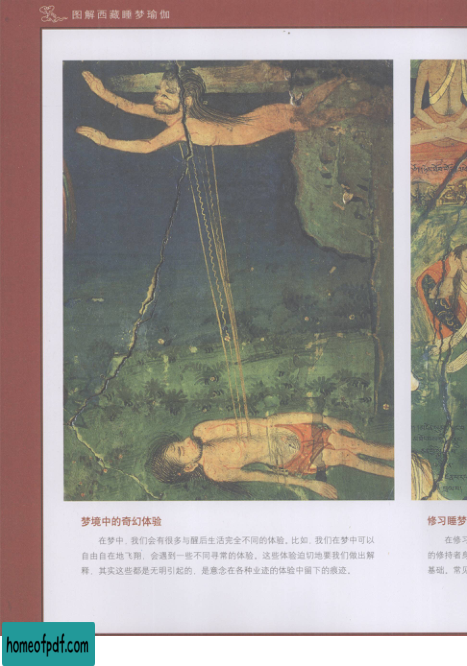 图解西藏睡梦瑜伽
梦境中的奇幻体验
在梦中，我们会有很多与醒后生活完全不同的体验。比如，我们在梦中可以
自由自在地飞翔，会遇到一些不同寻常的体验。这些体验迫切地要我们做出解
释，其实这些都是无明引起的，是意念在各种业迹的体验中留下的痕迹。
修习睡梦
在修习
的修持者
基础，常见
homeofpdf.com